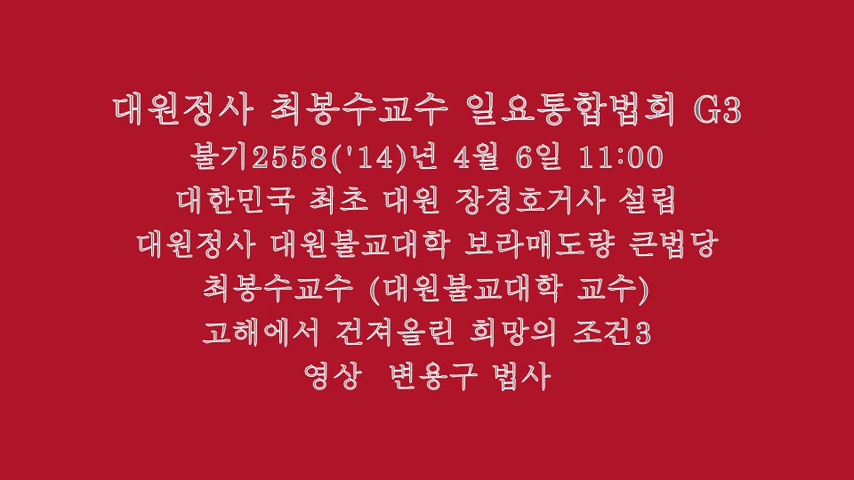 대원정사 최봉수교수 일요통합법회 G3
불기2558('14)년 4월 6일 11:00
대한민국 최초 대원 장경호거사 설립
대원정사 대원불교대학 보라매도량 큰법당
최봉수교수 (대원불교대학 교수)
고해에서 건져올린 희망의 조건3
영상 변용구 법사